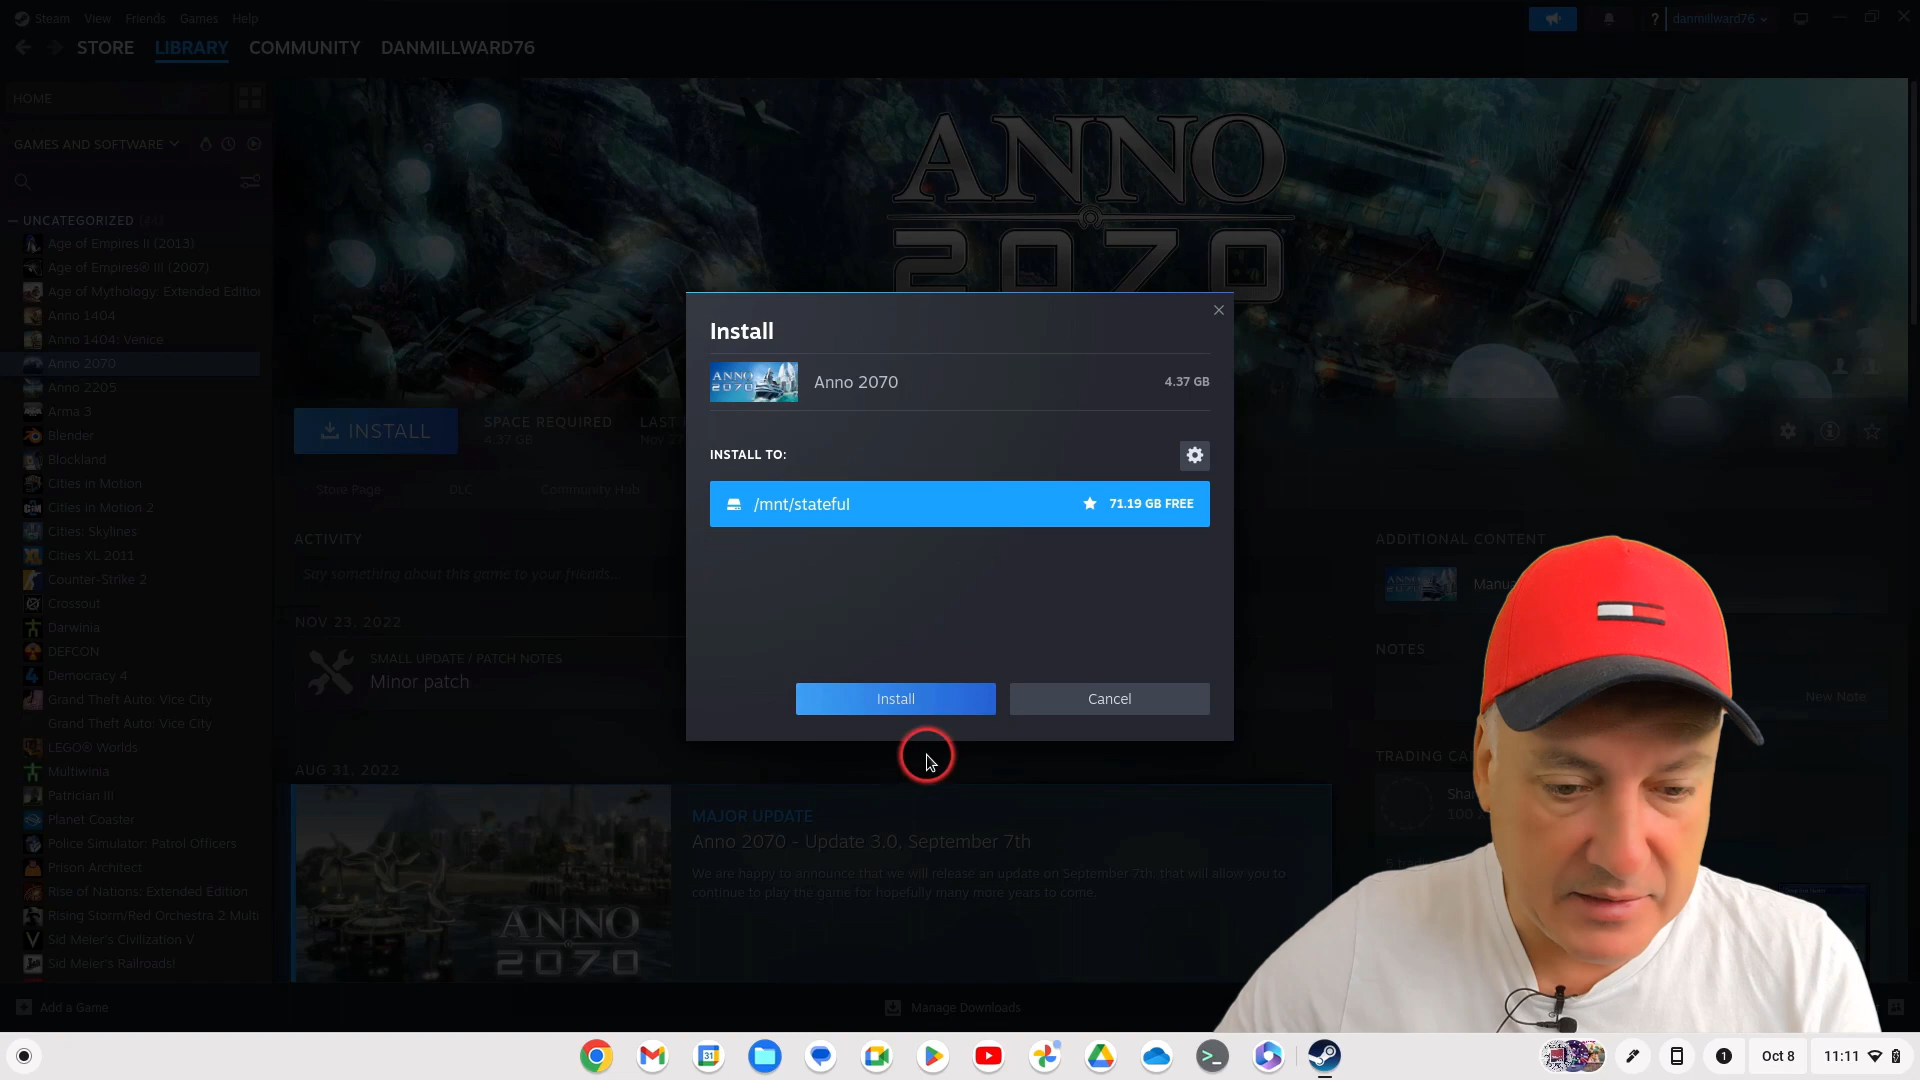 Steam View Friends Games Help
danmillward76
STORE LIBRARY COMMUNITY DANMILLWARD76
HOME
GAMES AND SOFTWARE
UNCATEGORIZED
Age of Empires II (2013)
Age of Empires® III (2007)
Age of Mythology: Extended Edition
Anno 1404
Anno 1404: Venice
Anno 2070
Anno 2205
Arma 3
Blender
Blockland
Cities in Motion
Cities in Motion 2
Cities: Skylines
Cities XL 2011
Counter-Strike 2
Crossout
Darwinia
DEFCON
Democracy 4
Grand Theft Auto: Vice City
Grand Theft Auto: Vice City
LEGO® Worlds
Multiwinia
Patrician III
Planet Coaster
Police Simulator: Patrol Officers
Prison Architect
Rise of Nations: Extended Edition
Rising Storm/Red Orchestra 2 Multi
Sid Meier's Civilization V
Sid Meier's Railroads!
Add a Game
ANNO
2070
INSTALL
SPACE REQUIRED
4.37 GB
LAST
Nov 27
Store Page DLC Community Hub
ACTIVITY
Say something about this game to your friends...
NOV 23, 2022
SMALL UPDATE / PATCH NOTES
Minor patch
AUG 31, 2022
ANNO
2070
MAJOR UPDATE
Anno 2070 - Update 3.0, September 7th
We are happy to announce that we will release an update on September 7th, that will allow you to
continue to play the game for hopefully many more years to come.
Install
ANNO
2070
Anno 2070
4.37 GB
INSTALL TO:
/mnt/stateful
71.19 GB FREE
Install
Cancel
ADDITIONAL CONTENT
ANNO
NOTES
New Note
Manage Downloads
31
1
Oct 8
11:11